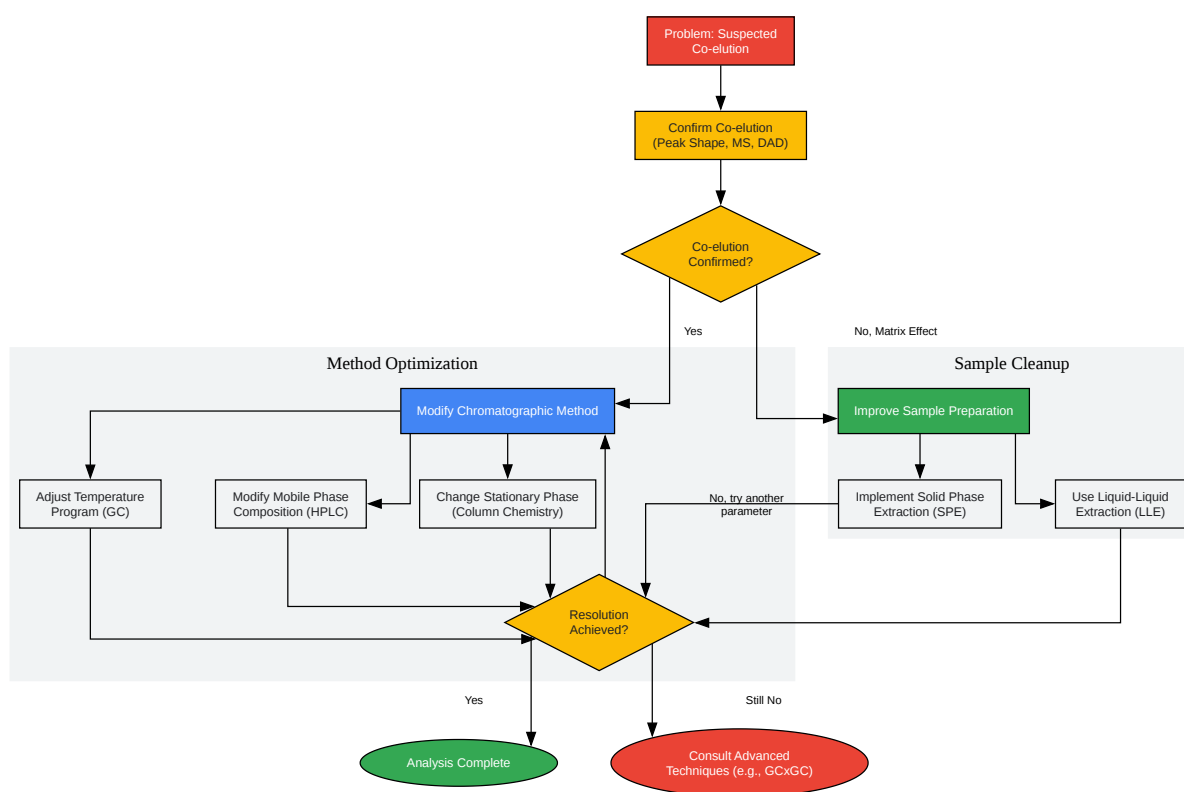 Problem: Suspected
Co-elution
Confirm Co-elution
(Peak Shape, MS, DAD)
Co-elution
Confirmed?
Yes
No, Matrix Effect
Method Optimization
Sample Cleanup
Modify Chromatographic Method
Improve Sample Preparation
Adjust Temperature
Program (GC)
Modify Mobile Phase
Composition (HPLC)
Change Stationary Phase
(Column Chemistry)
No, try another
parameter
Implement Solid Phase
Extraction (SPE)
Use Liquid-Liquid
Extraction (LLE)
Resolution
Achieved?
Yes
Still No
Analysis Complete
Consult Advanced
Techniques (e.g., GCxGC)